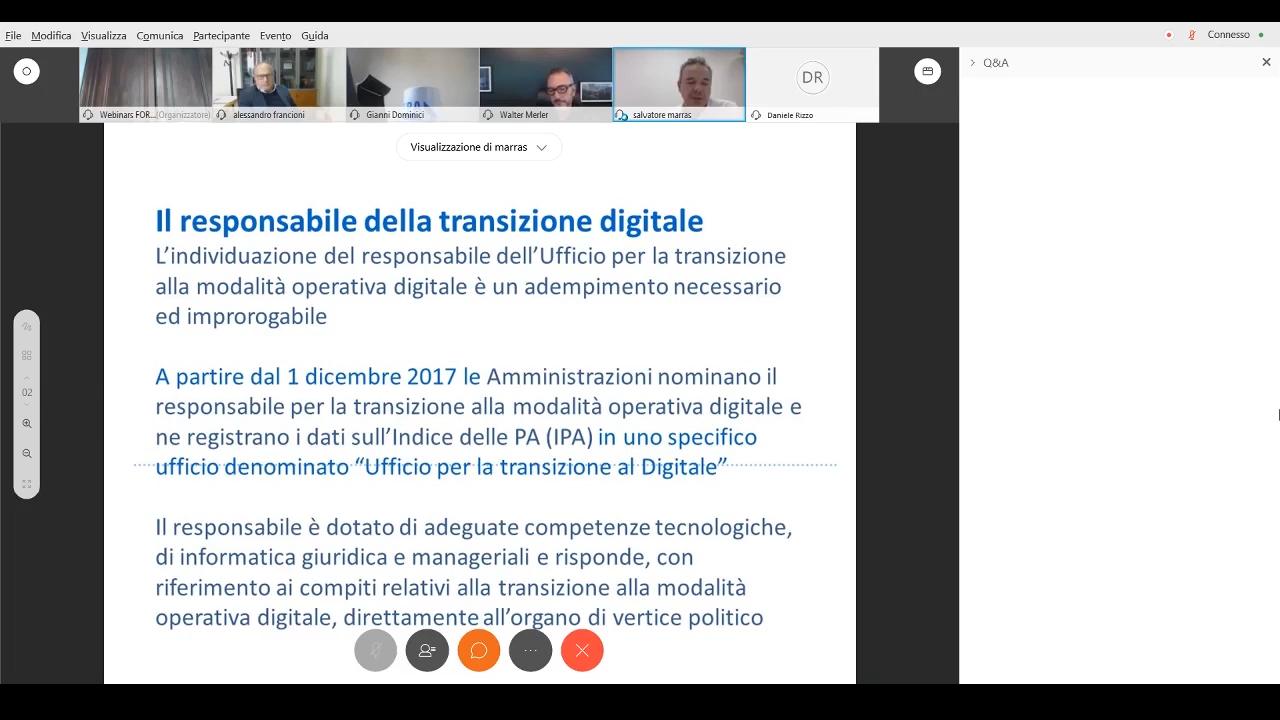 File Modifica Visualizza Comunica Partecipante Evento Guida
Connesso
Webinars FOR... (Organizzatore)
alessandro francioni
Gianni Dominici
Walter Merler
salvatore marras
DR
Daniele Rizzo
Q&A
Visualizzazione di marras
Il responsabile della transizione digitale
L’individuazione del responsabile dell’Ufficio per la transizione
alla modalità operativa digitale è un adempimento necessario
ed improrogabile
A partire dal 1 dicembre 2017 le Amministrazioni nominano il
responsabile per la transizione alla modalità operativa digitale e
ne registrano i dati sull’Indice delle PA (IPA) in uno specifico
ufficio denominato “Ufficio per la transizione al Digitale”
Il responsabile è dotato di adeguate competenze tecnologiche,
di informatica giuridica e manageriali e risponde, con
riferimento ai compiti relativi alla transizione alla modalità
operativa digitale, direttamente all’organo di vertice politico
02